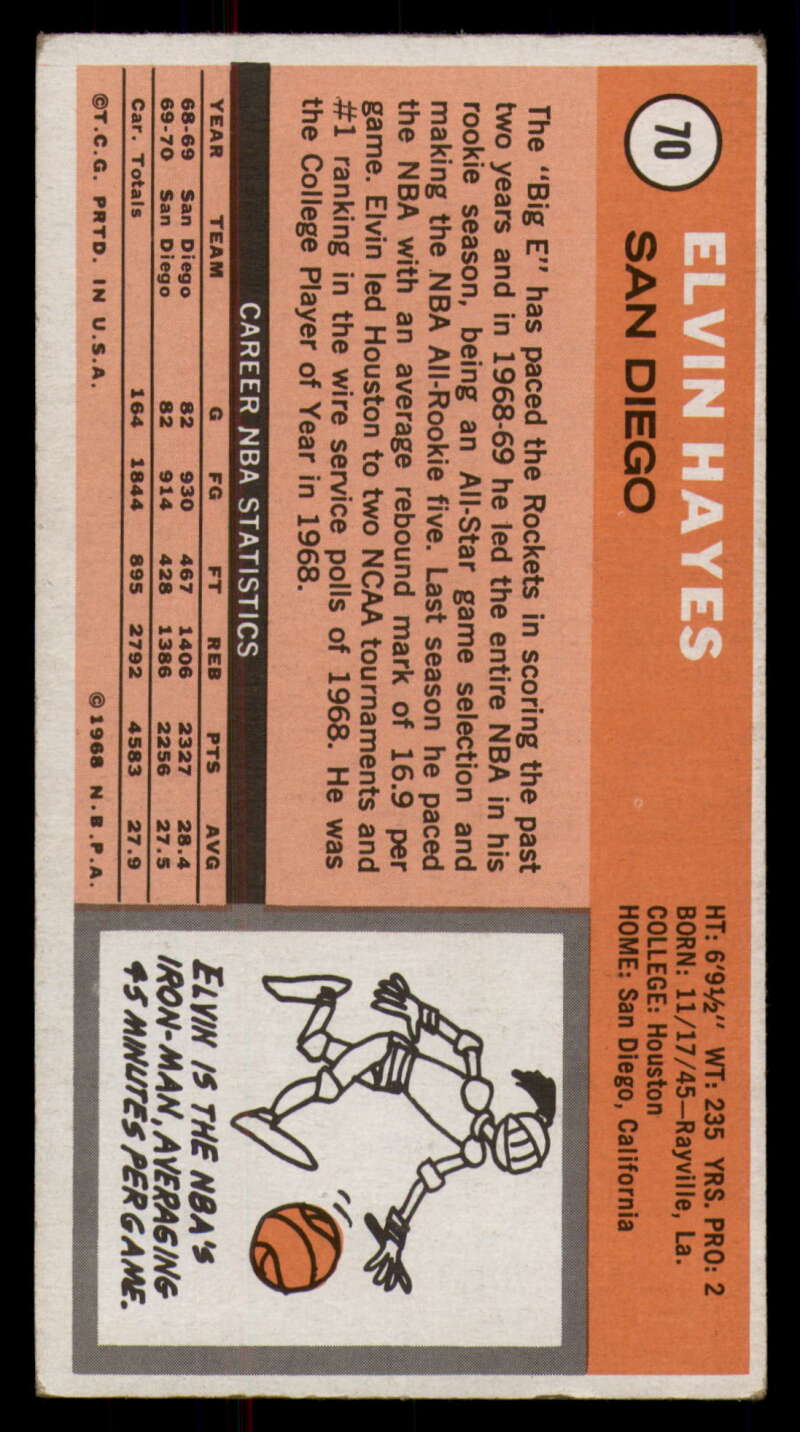 70
ELVIN HAYES
SAN DIEGO
HT: 6'9½" WT: 235 YRS. PRO: 2
BORN: 11/17/45—Rayville, La.
COLLEGE: Houston
HOME: San Diego, California
The "Big E" has paced the Rockets in scoring the past
two years and in 1968-69 he led the entire NBA in his
rookie season, being an All-Star game selection and
making the NBA All-Rookie five. Last season he paced
the NBA with an average rebound mark of 16.9 per
game. Elvin led Houston to two NCAA tournaments and
#1 ranking in the wire service polls of 1968. He was
the College Player of Year in 1968.
CAREER NBA STATISTICS
YEAR TEAM G FG FT REB PTS AVG
68-69 San Diego 82 930 467 1406 2327 28.4
69-70 San Diego 82 914 428 1386 2256 27.5
Car. Totals 164 1844 895 2792 4583 27.9
©T.C.G. PRTD. IN U.S.A. ©1968 N.B.P.A.
ELVIN IS THE NBA'S
IRON-MAN, AVERAGING
45 MINUTES PER GAME.